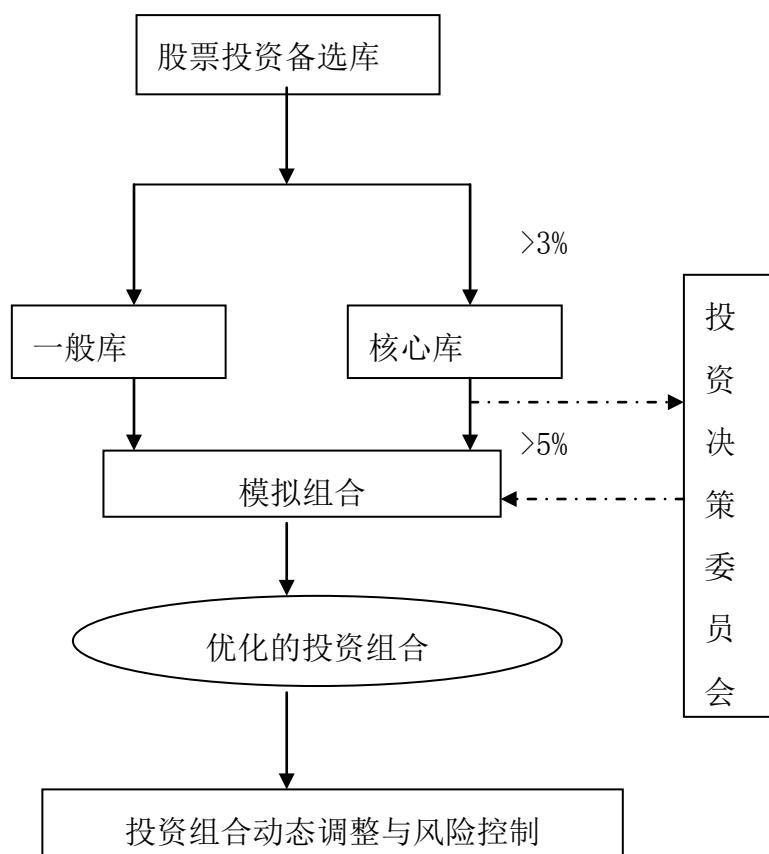 股票投资备选库
>3%
一般库
核心库
投资决策委员会
>5%
模拟组合
优化的投资组合
投资组合动态调整与风险控制